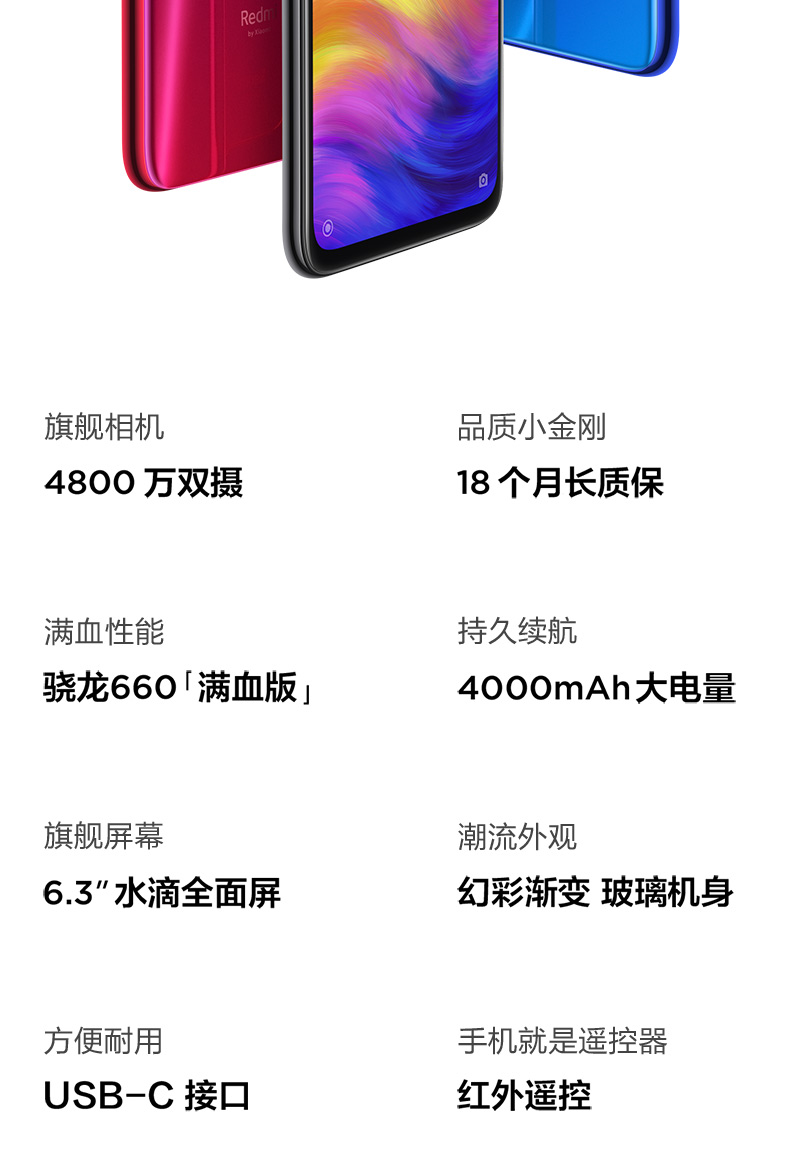 Redm
by Xiaomi
旗舰相机
4800 万双摄
品质小金刚
18 个月长质保
满血性能
骁龙660「满血版」
持久续航
4000mAh大电量
旗舰屏幕
6.3″水滴全面屏
潮流外观
幻彩渐变 玻璃机身
方便耐用
USB-C 接口
手机就是遥控器
红外遥控